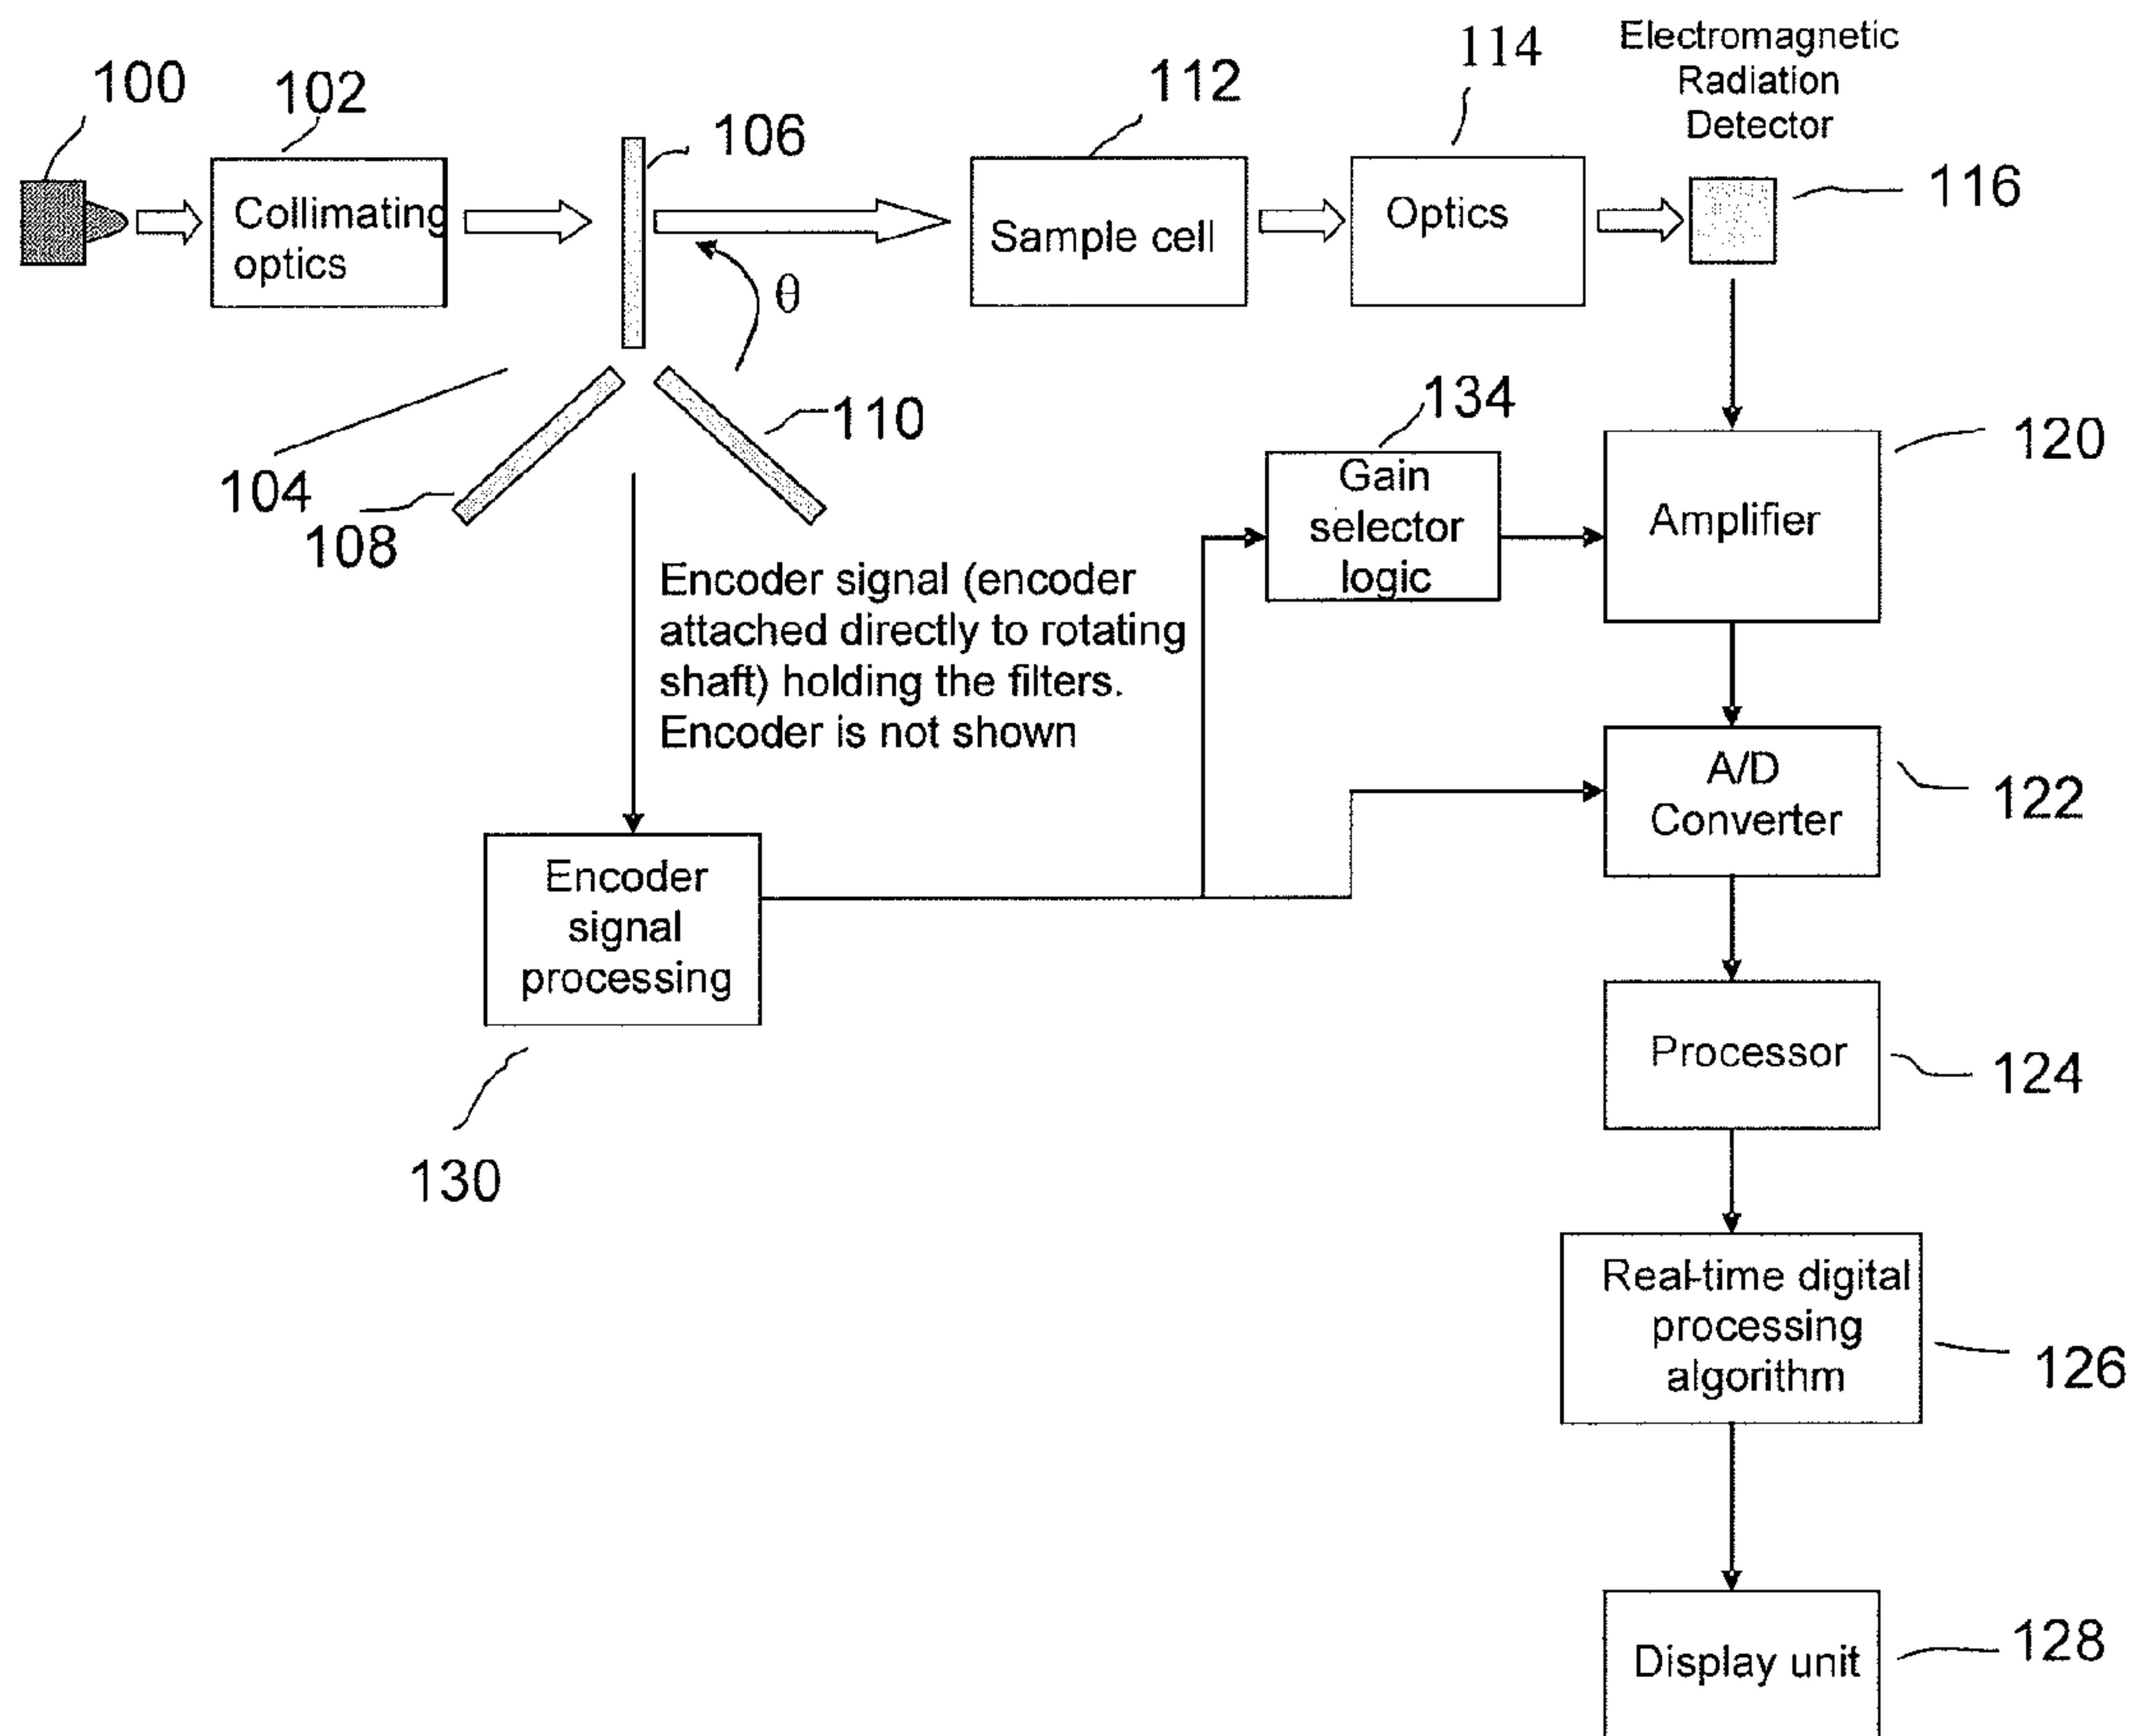 100
102
106
112
114
Electromagnetic
Radiation
Detector
116
Collimating
optics
Sample cell
Optics
θ
104
108
110
134
Gain
selector
logic
120
Amplifier
Encoder signal (encoder
attached directly to rotating
shaft) holding the filters.
Encoder is not shown
A/D
Converter
122
Encoder
signal
processing
130
Processor
124
Real-time digital
processing
algorithm
126
Display unit
128